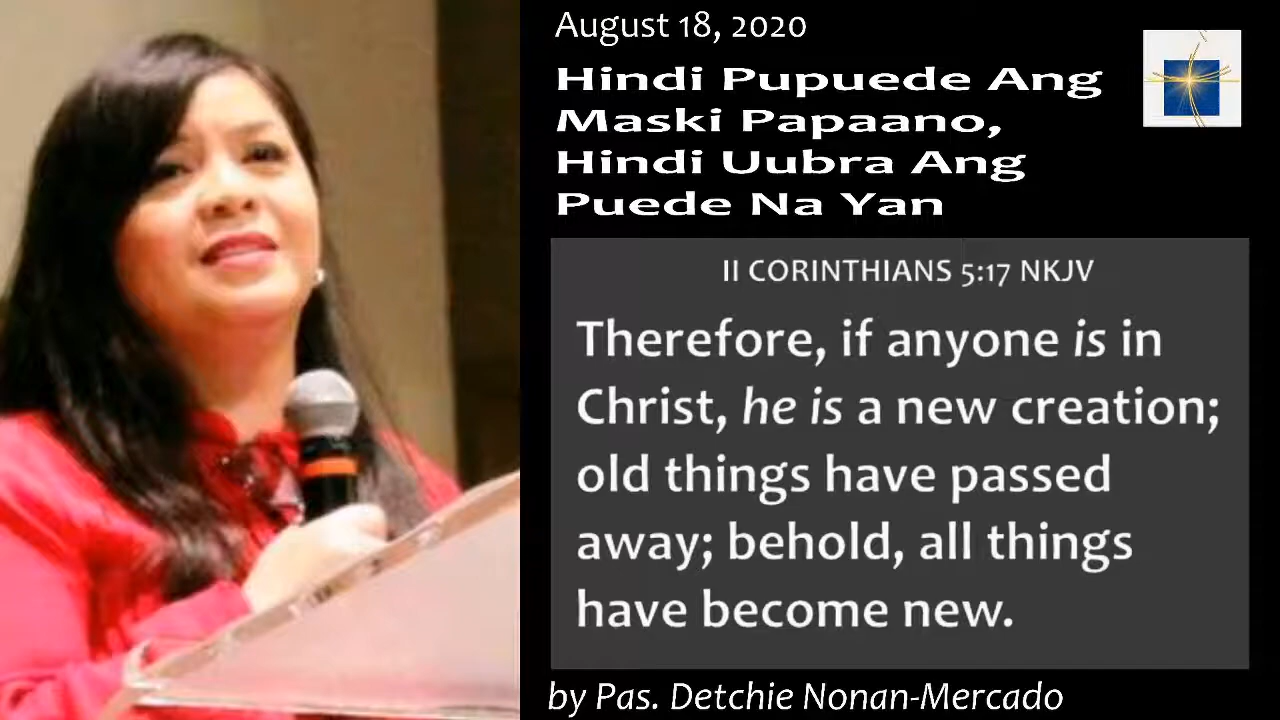 August 18, 2020
Hindi Pupuede Ang
Maski Papaano,
Hindi Uubra Ang
Puede Na Yan
II CORINTHIANS 5:17 NKJV
Therefore, if anyone is in
Christ, he is a new creation;
old things have passed
away; behold, all things
have become new.
by Pas. Detchie Nonan-Mercado